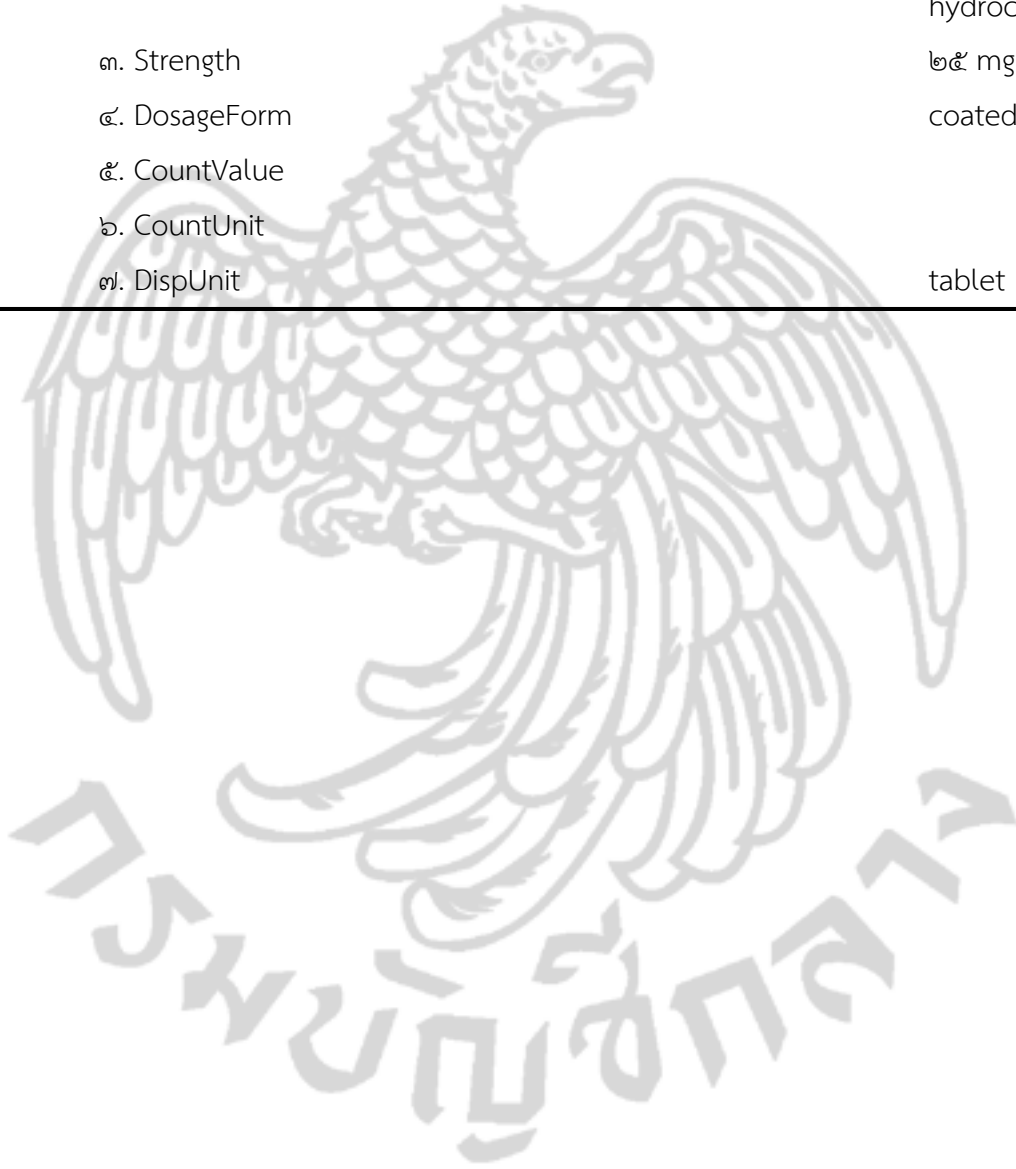 hydroc
๓. Strength ๒๕ mg
๔. DosageForm coated
๕. CountValue
๖. CountUnit
๗. DispUnit tablet
กรมบัญชีกลาง